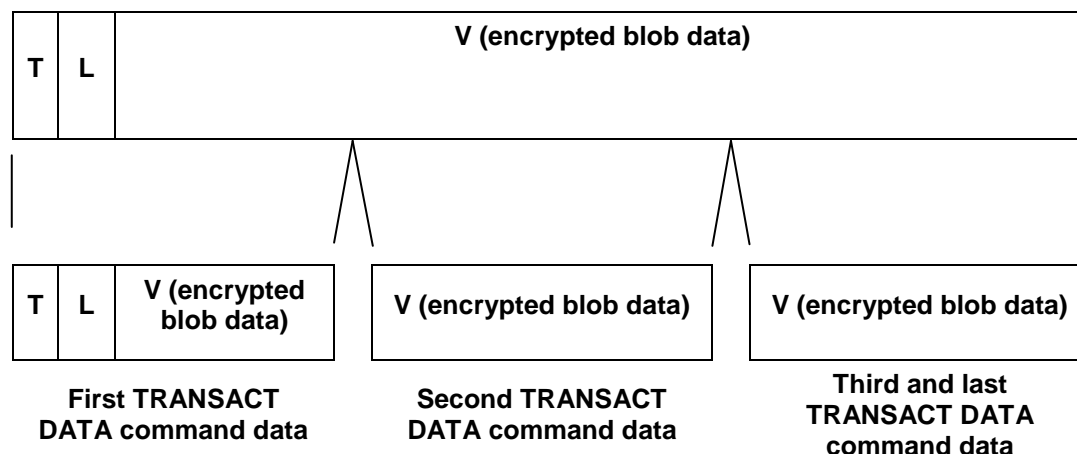 V (encrypted blob data)
T
L
T
L
V (encrypted
blob data)
V (encrypted blob data)
V (encrypted blob data)
First TRANSACT
DATA command data
Second TRANSACT
DATA command data
Third and last
TRANSACT DATA
command data